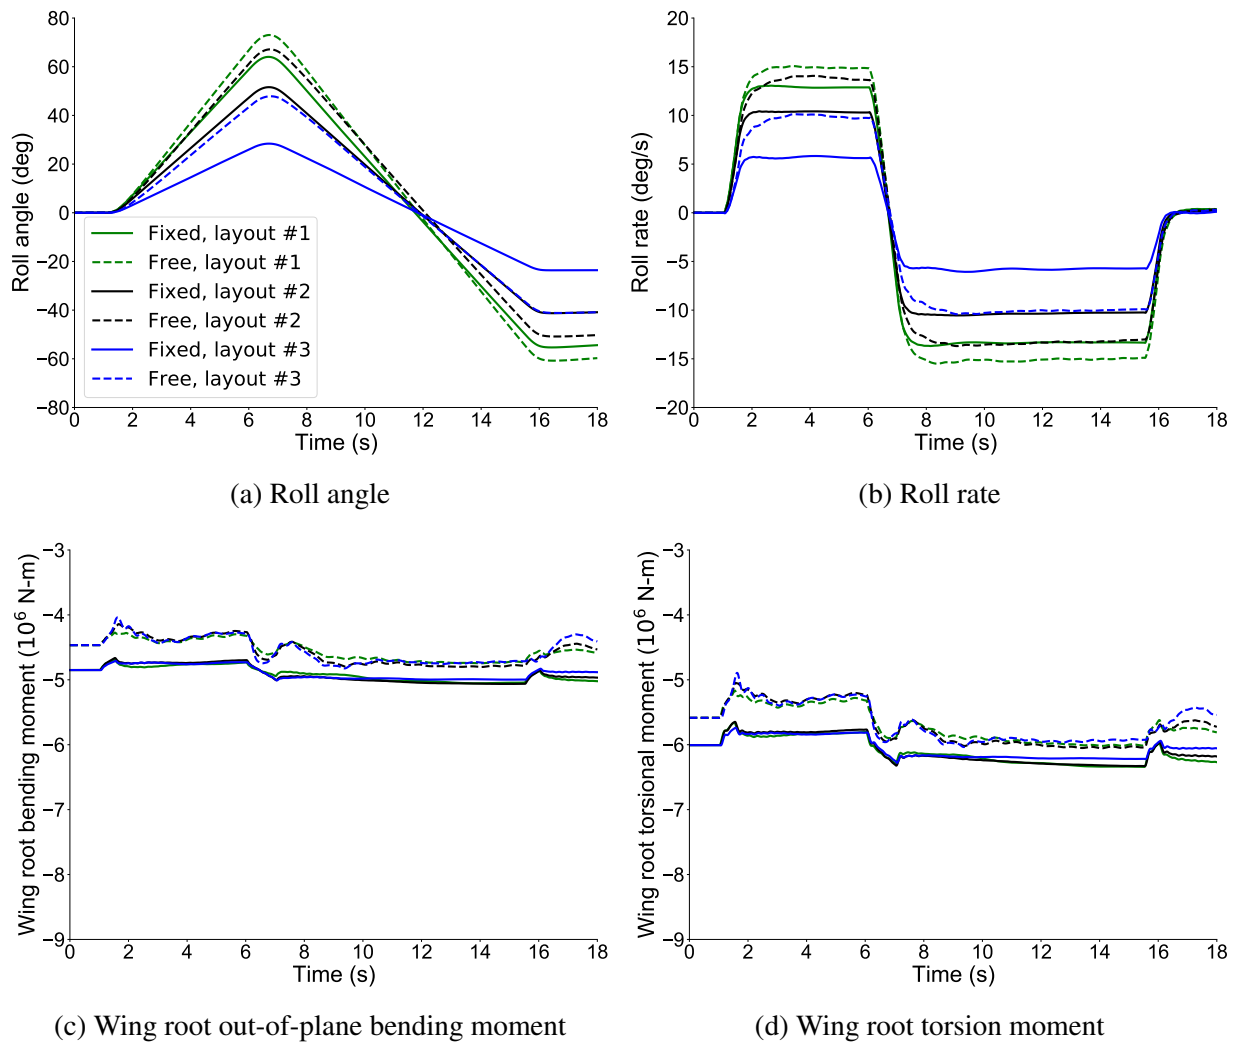 80
60
40
20
0
−20
−40
−60
−80
Roll angle (deg)
Fixed, layout #1
Free, layout #1
Fixed, layout #2
Free, layout #2
Fixed, layout #3
Free, layout #3
0 2 4 6 8 10 12 14 16 18
Time (s)
(a) Roll angle
20
15
10
5
0
−5
−10
−15
−20
Roll rate (deg/s)
0 2 4 6 8 10 12 14 16 18
Time (s)
(b) Roll rate
−3
−4
−5
−6
−7
−8
−9
Wing root bending moment (10⁶ N-m)
0 2 4 6 8 10 12 14 16 18
Time (s)
(c) Wing root out-of-plane bending moment
−3
−4
−5
−6
−7
−8
−9
Wing root torsional moment (10⁶ N-m)
0 2 4 6 8 10 12 14 16 18
Time (s)
(d) Wing root torsion moment